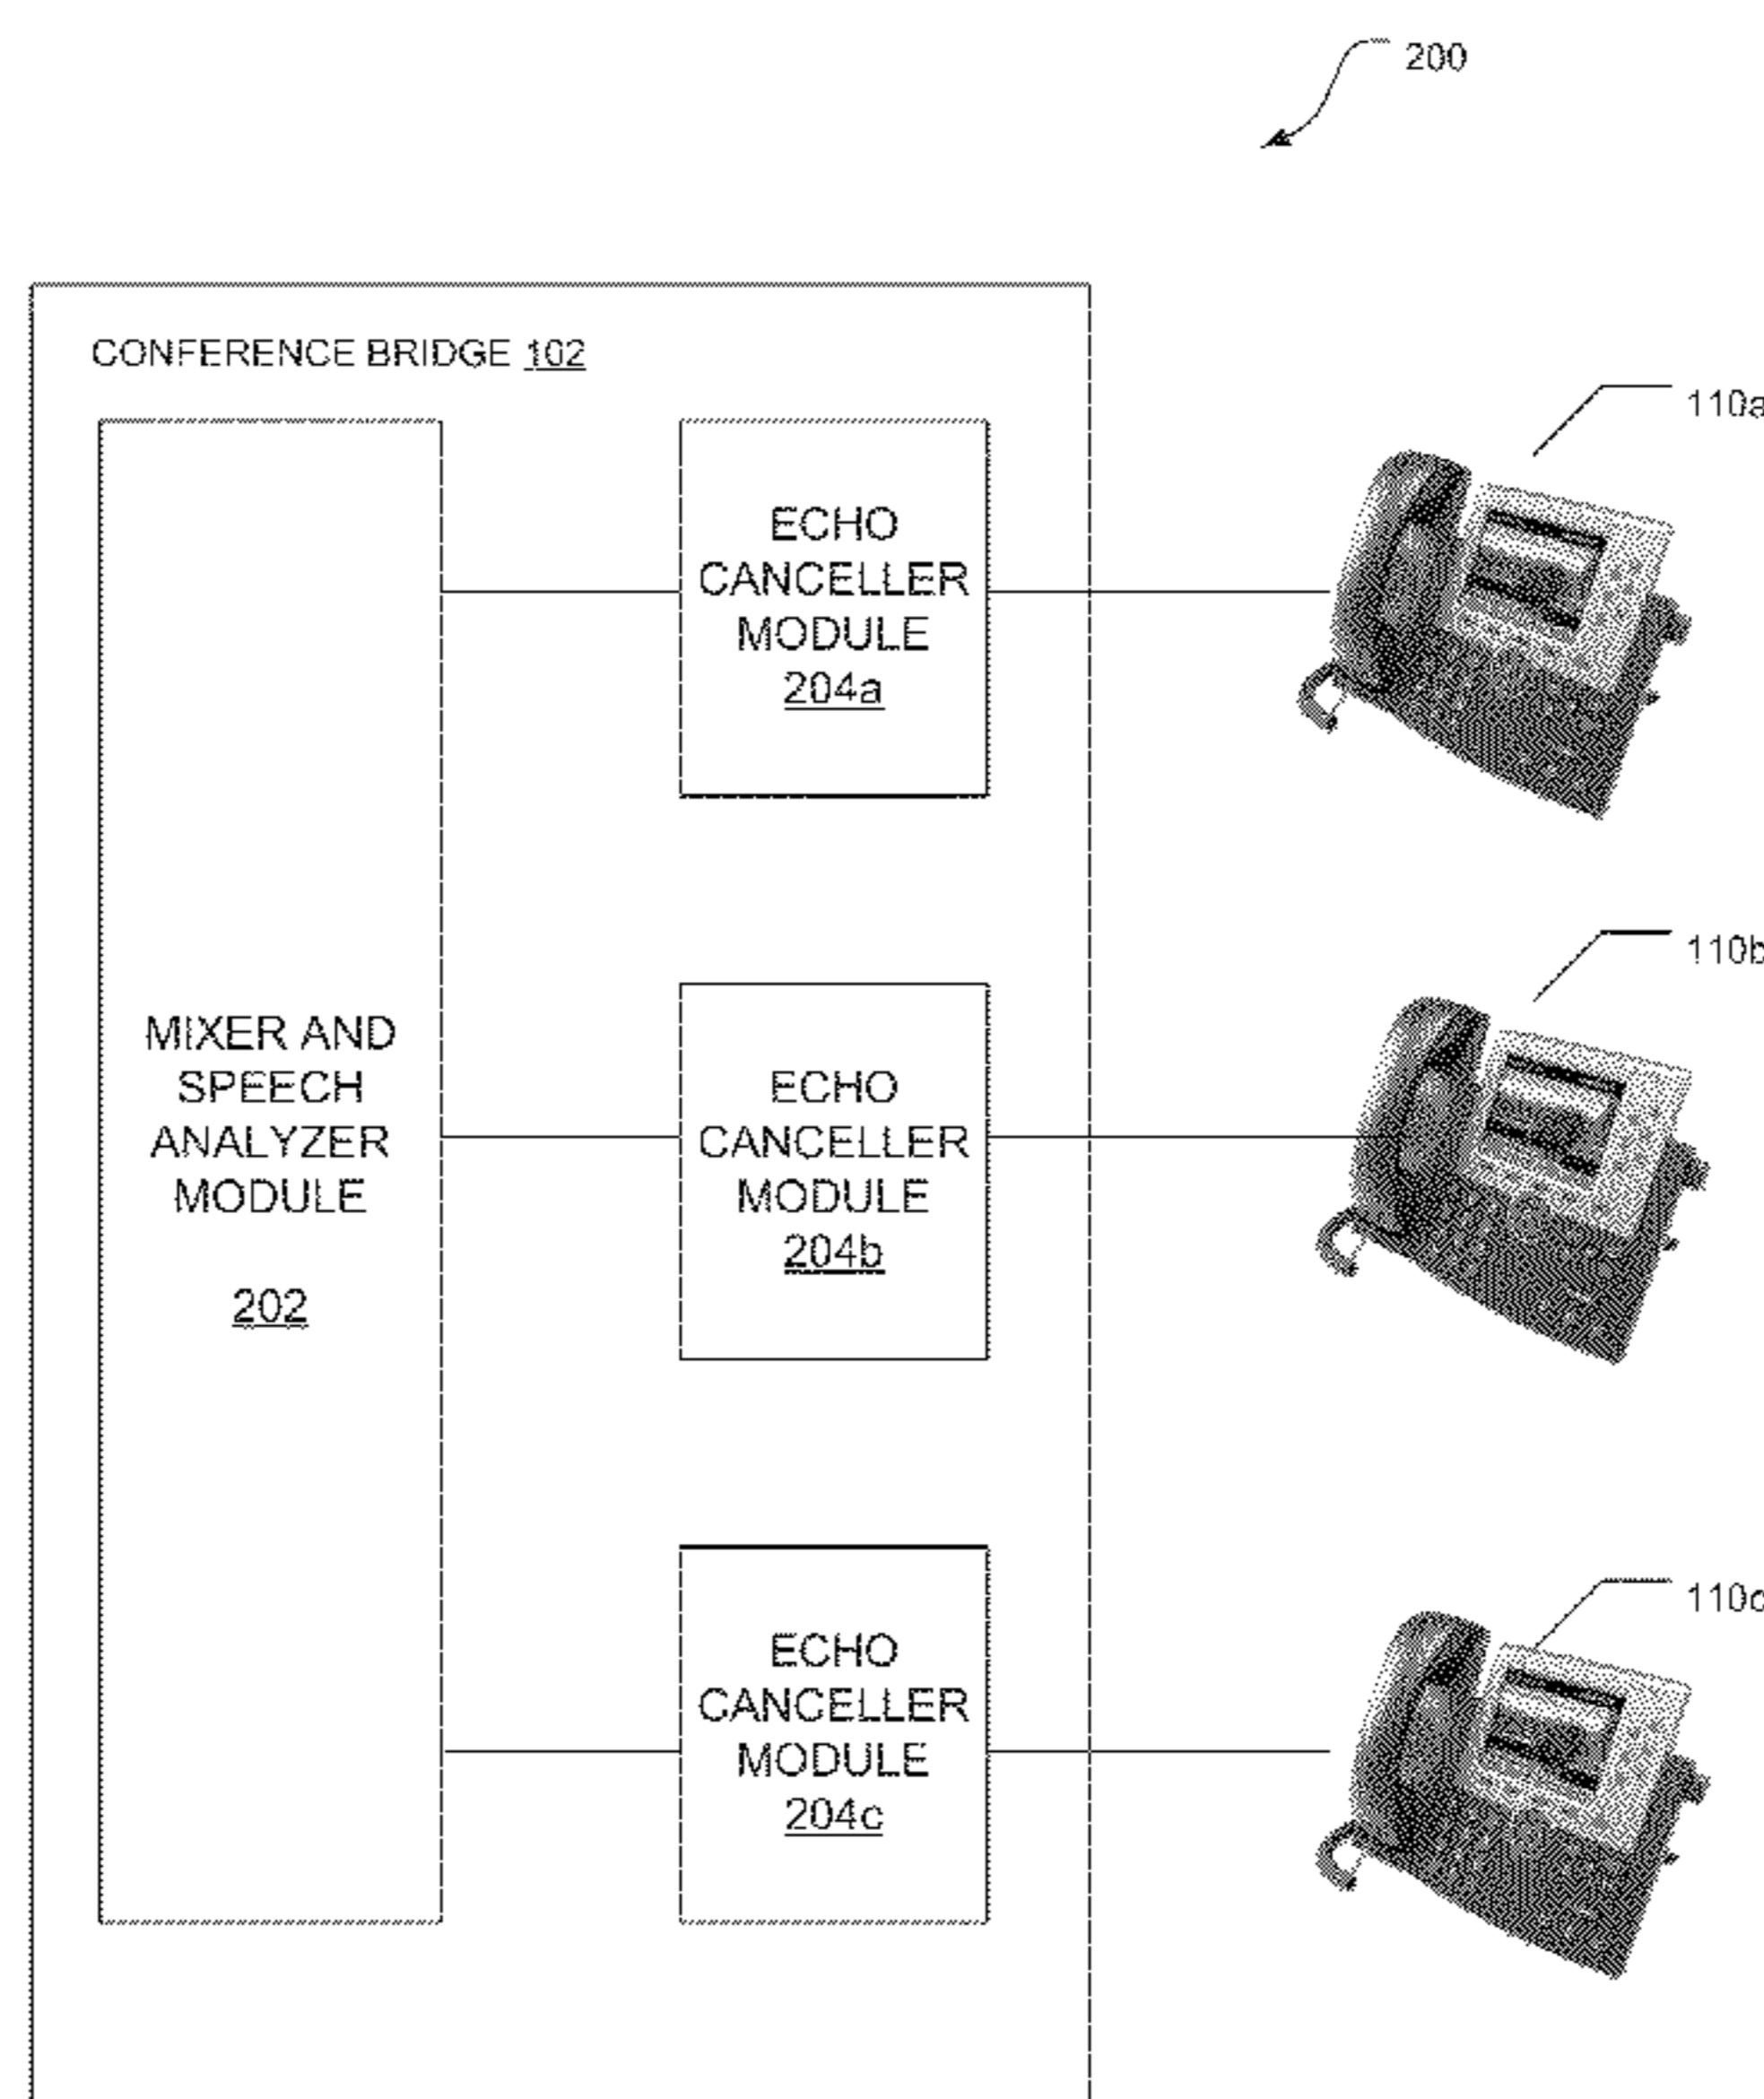 200
CONFERENCE BRIDGE 102
110a
ECHO
CANCELLER
MODULE
204a
110b
MIXER AND
SPEECH
ANALYZER
MODULE
202
ECHO
CANCELLER
MODULE
204b
110c
ECHO
CANCELLER
MODULE
204c